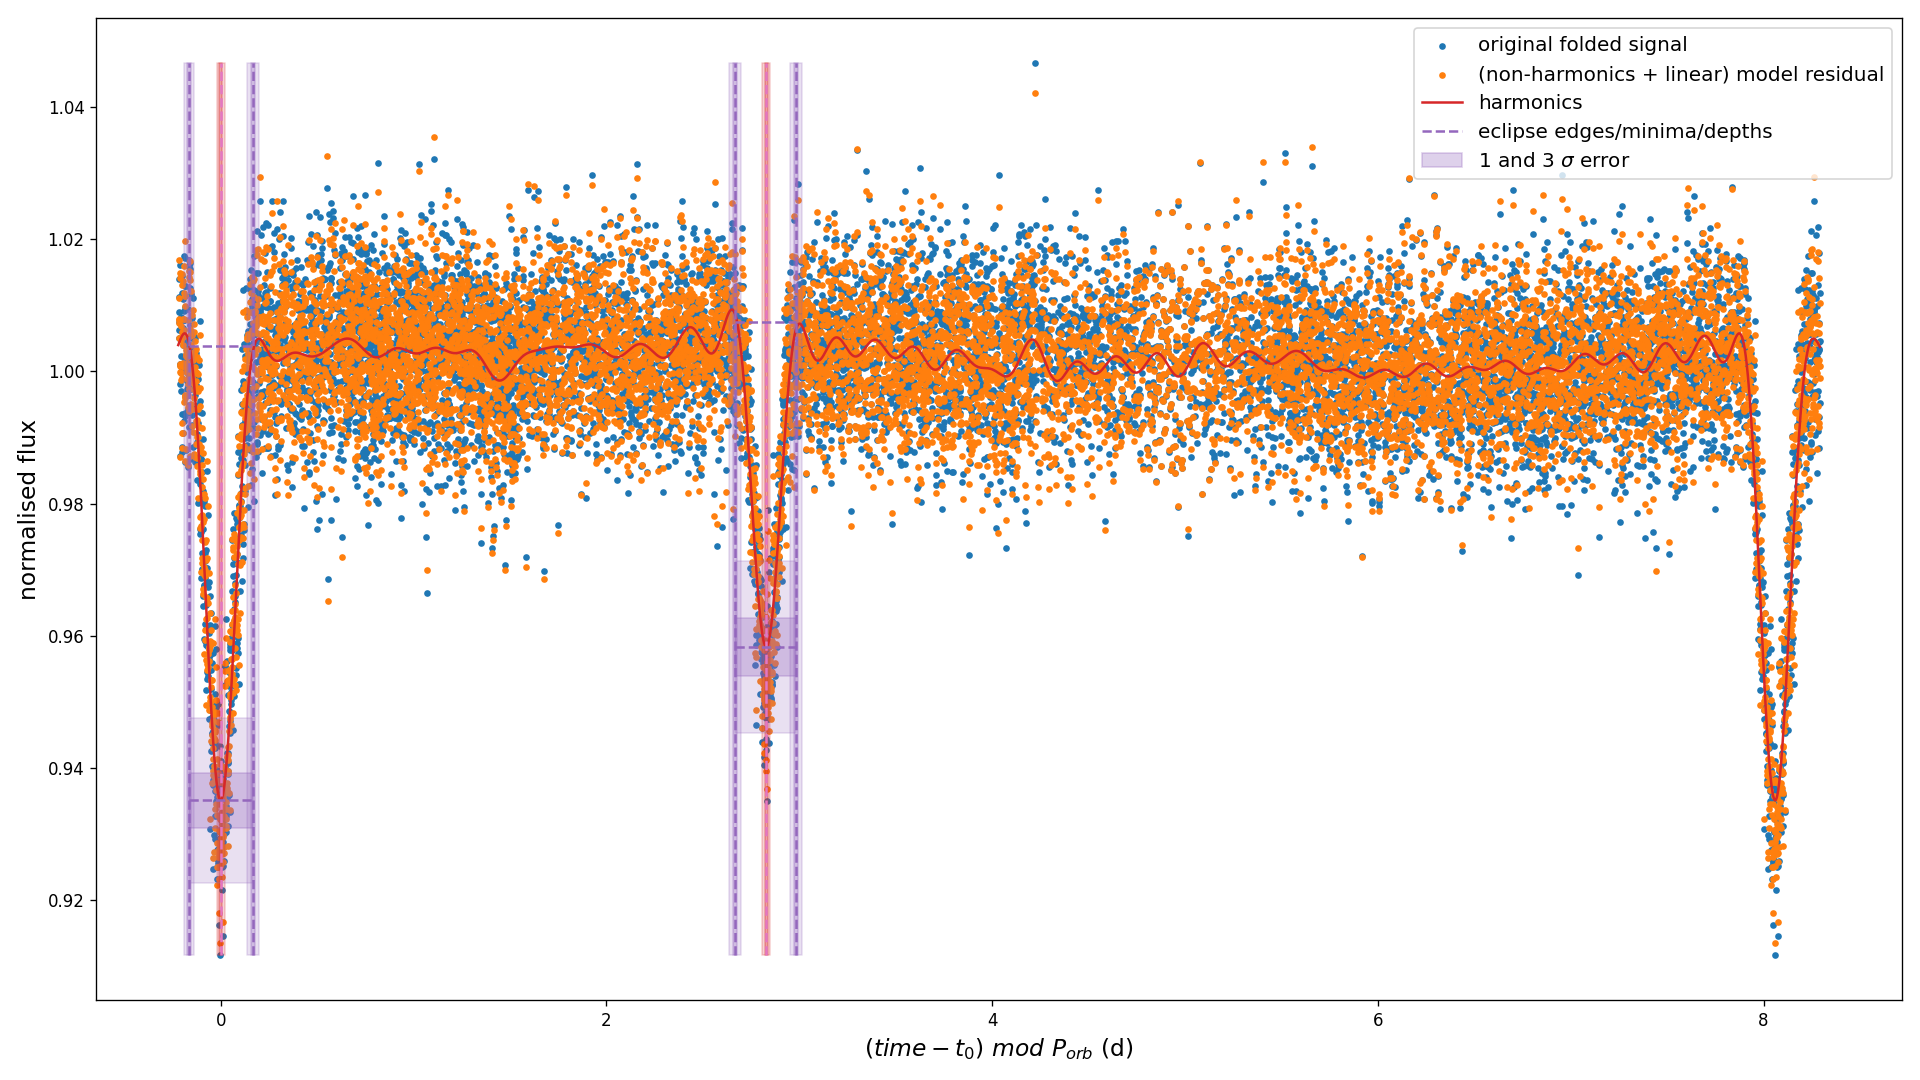 original folded signal
(non-harmonics + linear) model residual
harmonics
eclipse edges/minima/depths
1 and 3 σ error
normalised flux
1.04
1.02
1.00
0.98
0.96
0.94
0.92
0 2 4 6 8
(time − t₀) mod P_orb (d)